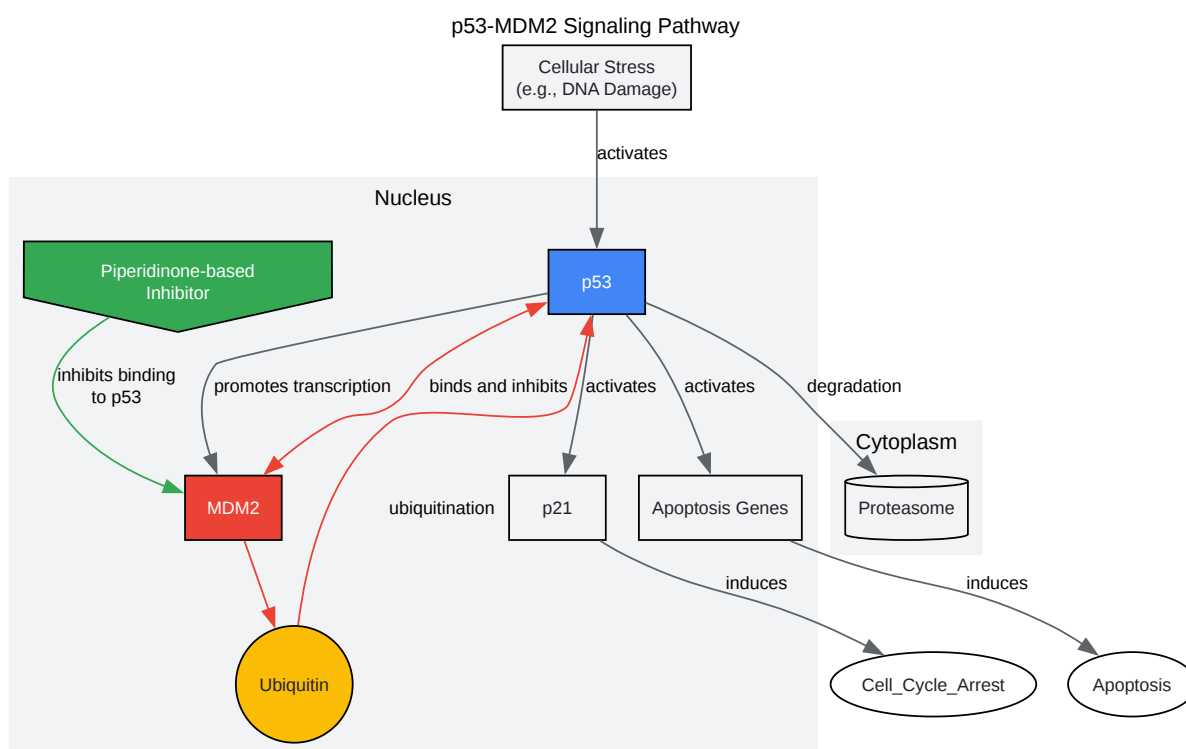 p53-MDM2 Signaling Pathway
Cellular Stress
(e.g., DNA Damage)
activates
Nucleus
Piperidinone-based
Inhibitor
p53
inhibits binding
to p53
promotes transcription
binds and inhibits
activates
activates
degradation
Cytoplasm
MDM2
ubiquitination
p21
Apoptosis Genes
Proteasome
induces
induces
Ubiquitin
Cell_Cycle_Arrest
Apoptosis